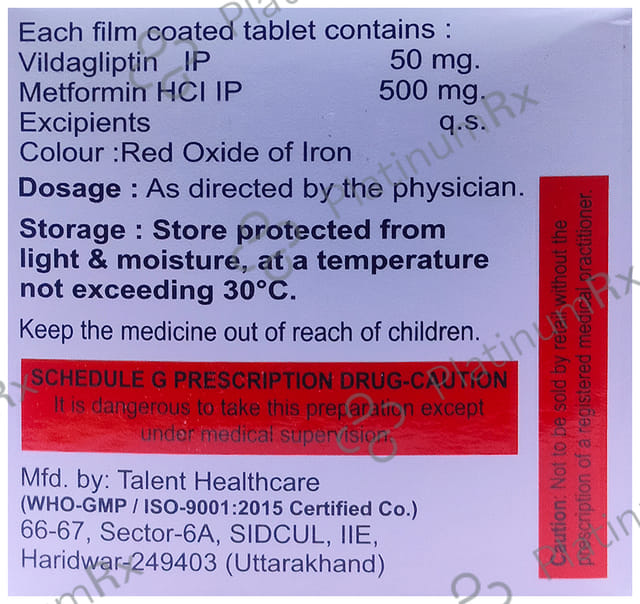 Each film coated tablet contains :
Vildagliptin IP 50 mg.
Metformin HCl IP 500 mg.
Excipients q.s.
Colour :Red Oxide of Iron
Dosage : As directed by the physician.
Storage : Store protected from
light & moisture, at a temperature
not exceeding 30°C.
Keep the medicine out of reach of children.
SCHEDULE G PRESCRIPTION DRUG-CAUTION
It is dangerous to take this preparation except
under medical supervision.
Mfd. by: Talent Healthcare
(WHO-GMP / ISO-9001:2015 Certified Co.)
66-67, Sector-6A, SIDCUL, IIE,
Haridwar-249403 (Uttarakhand)
Caution: Not to be sold by retail without the
prescription of a registered medical practitioner.
PlatinumRx
PlatinumRx
PlatinumRx